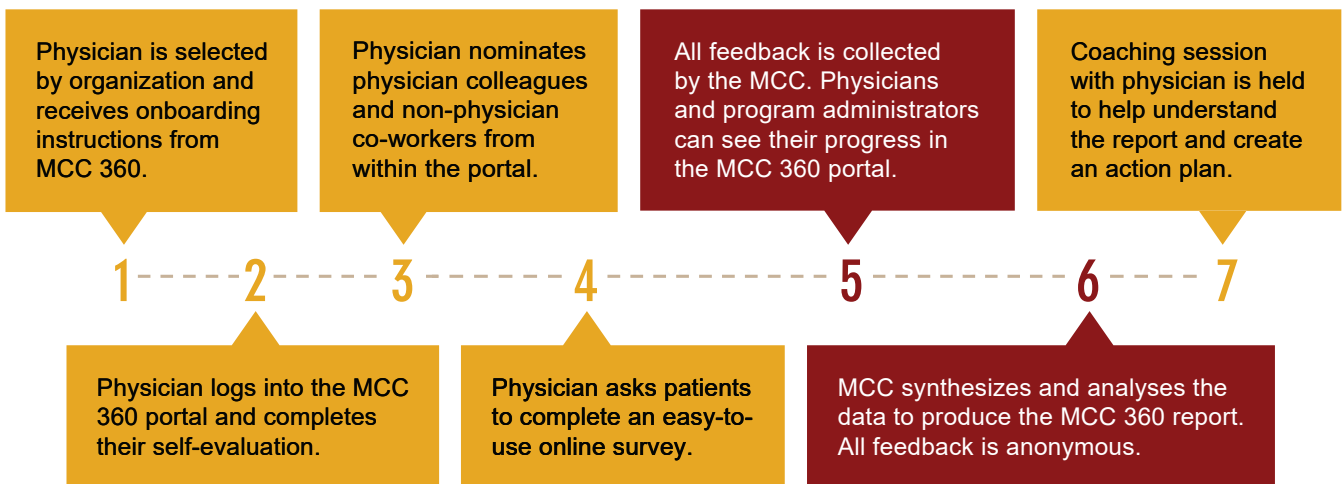 Physician is selected
by organization and
receives onboarding
instructions from
MCC 360.
Physician nominates
physician colleagues
and non-physician
co-workers from
within the portal.
All feedback is collected
by the MCC. Physicians
and program administrators
can see their progress in
the MCC 360 portal.
Coaching session
with physician is held
to help understand
the report and create
an action plan.
1 2 3 4 5 6 7
Physician logs into the MCC
360 portal and completes
their self-evaluation.
Physician asks patients
to complete an easy-to-
use online survey.
MCC synthesizes and analyses the
data to produce the MCC 360 report.
All feedback is anonymous.